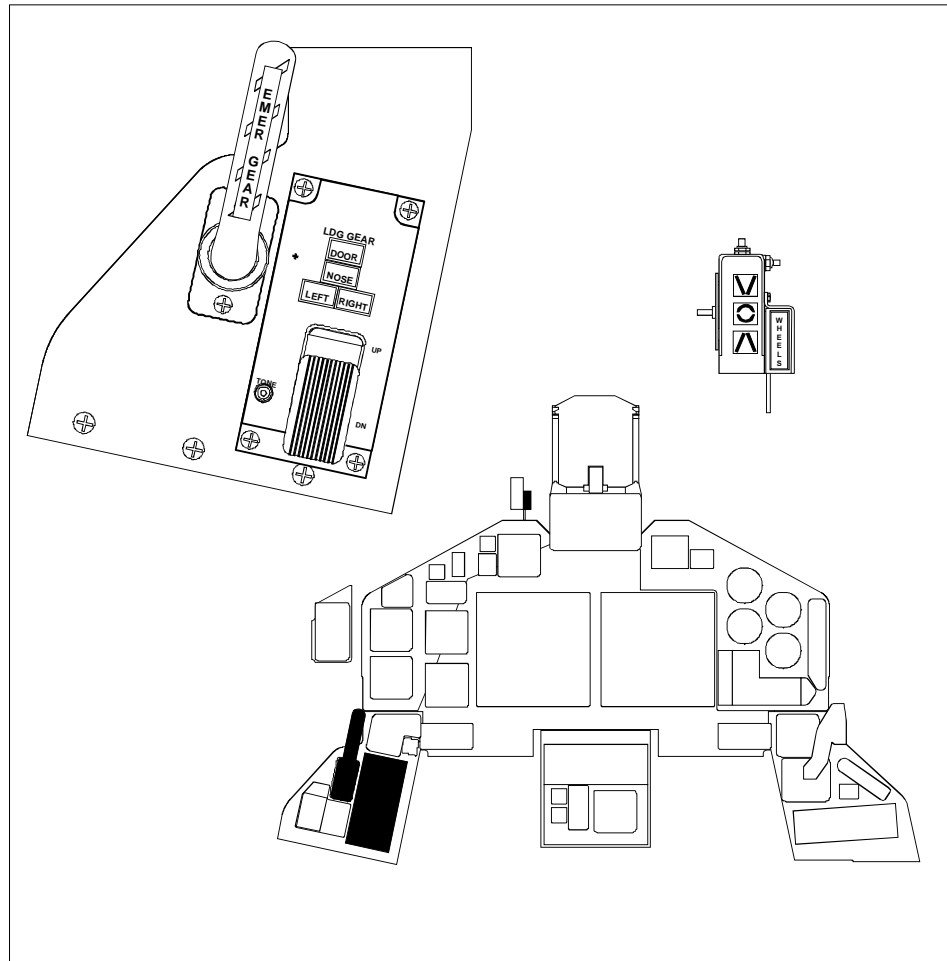 EMER GEAR
LDG GEAR
DOOR
NOSE
LEFT RIGHT
UP
TONE
DN
WHEELS